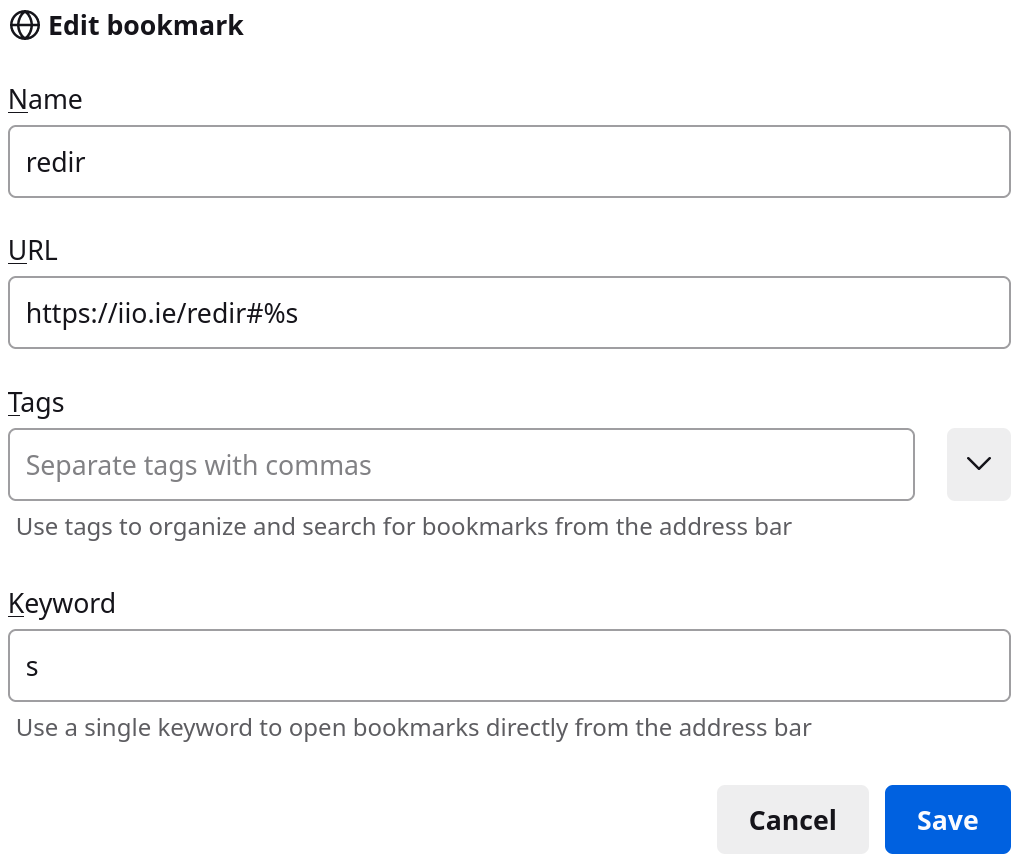 Edit bookmark
Name
redir
URL
https://iio.ie/redir#%s
Tags
Separate tags with commas
Use tags to organize and search for bookmarks from the address bar
Keyword
s
Use a single keyword to open bookmarks directly from the address bar
Cancel Save